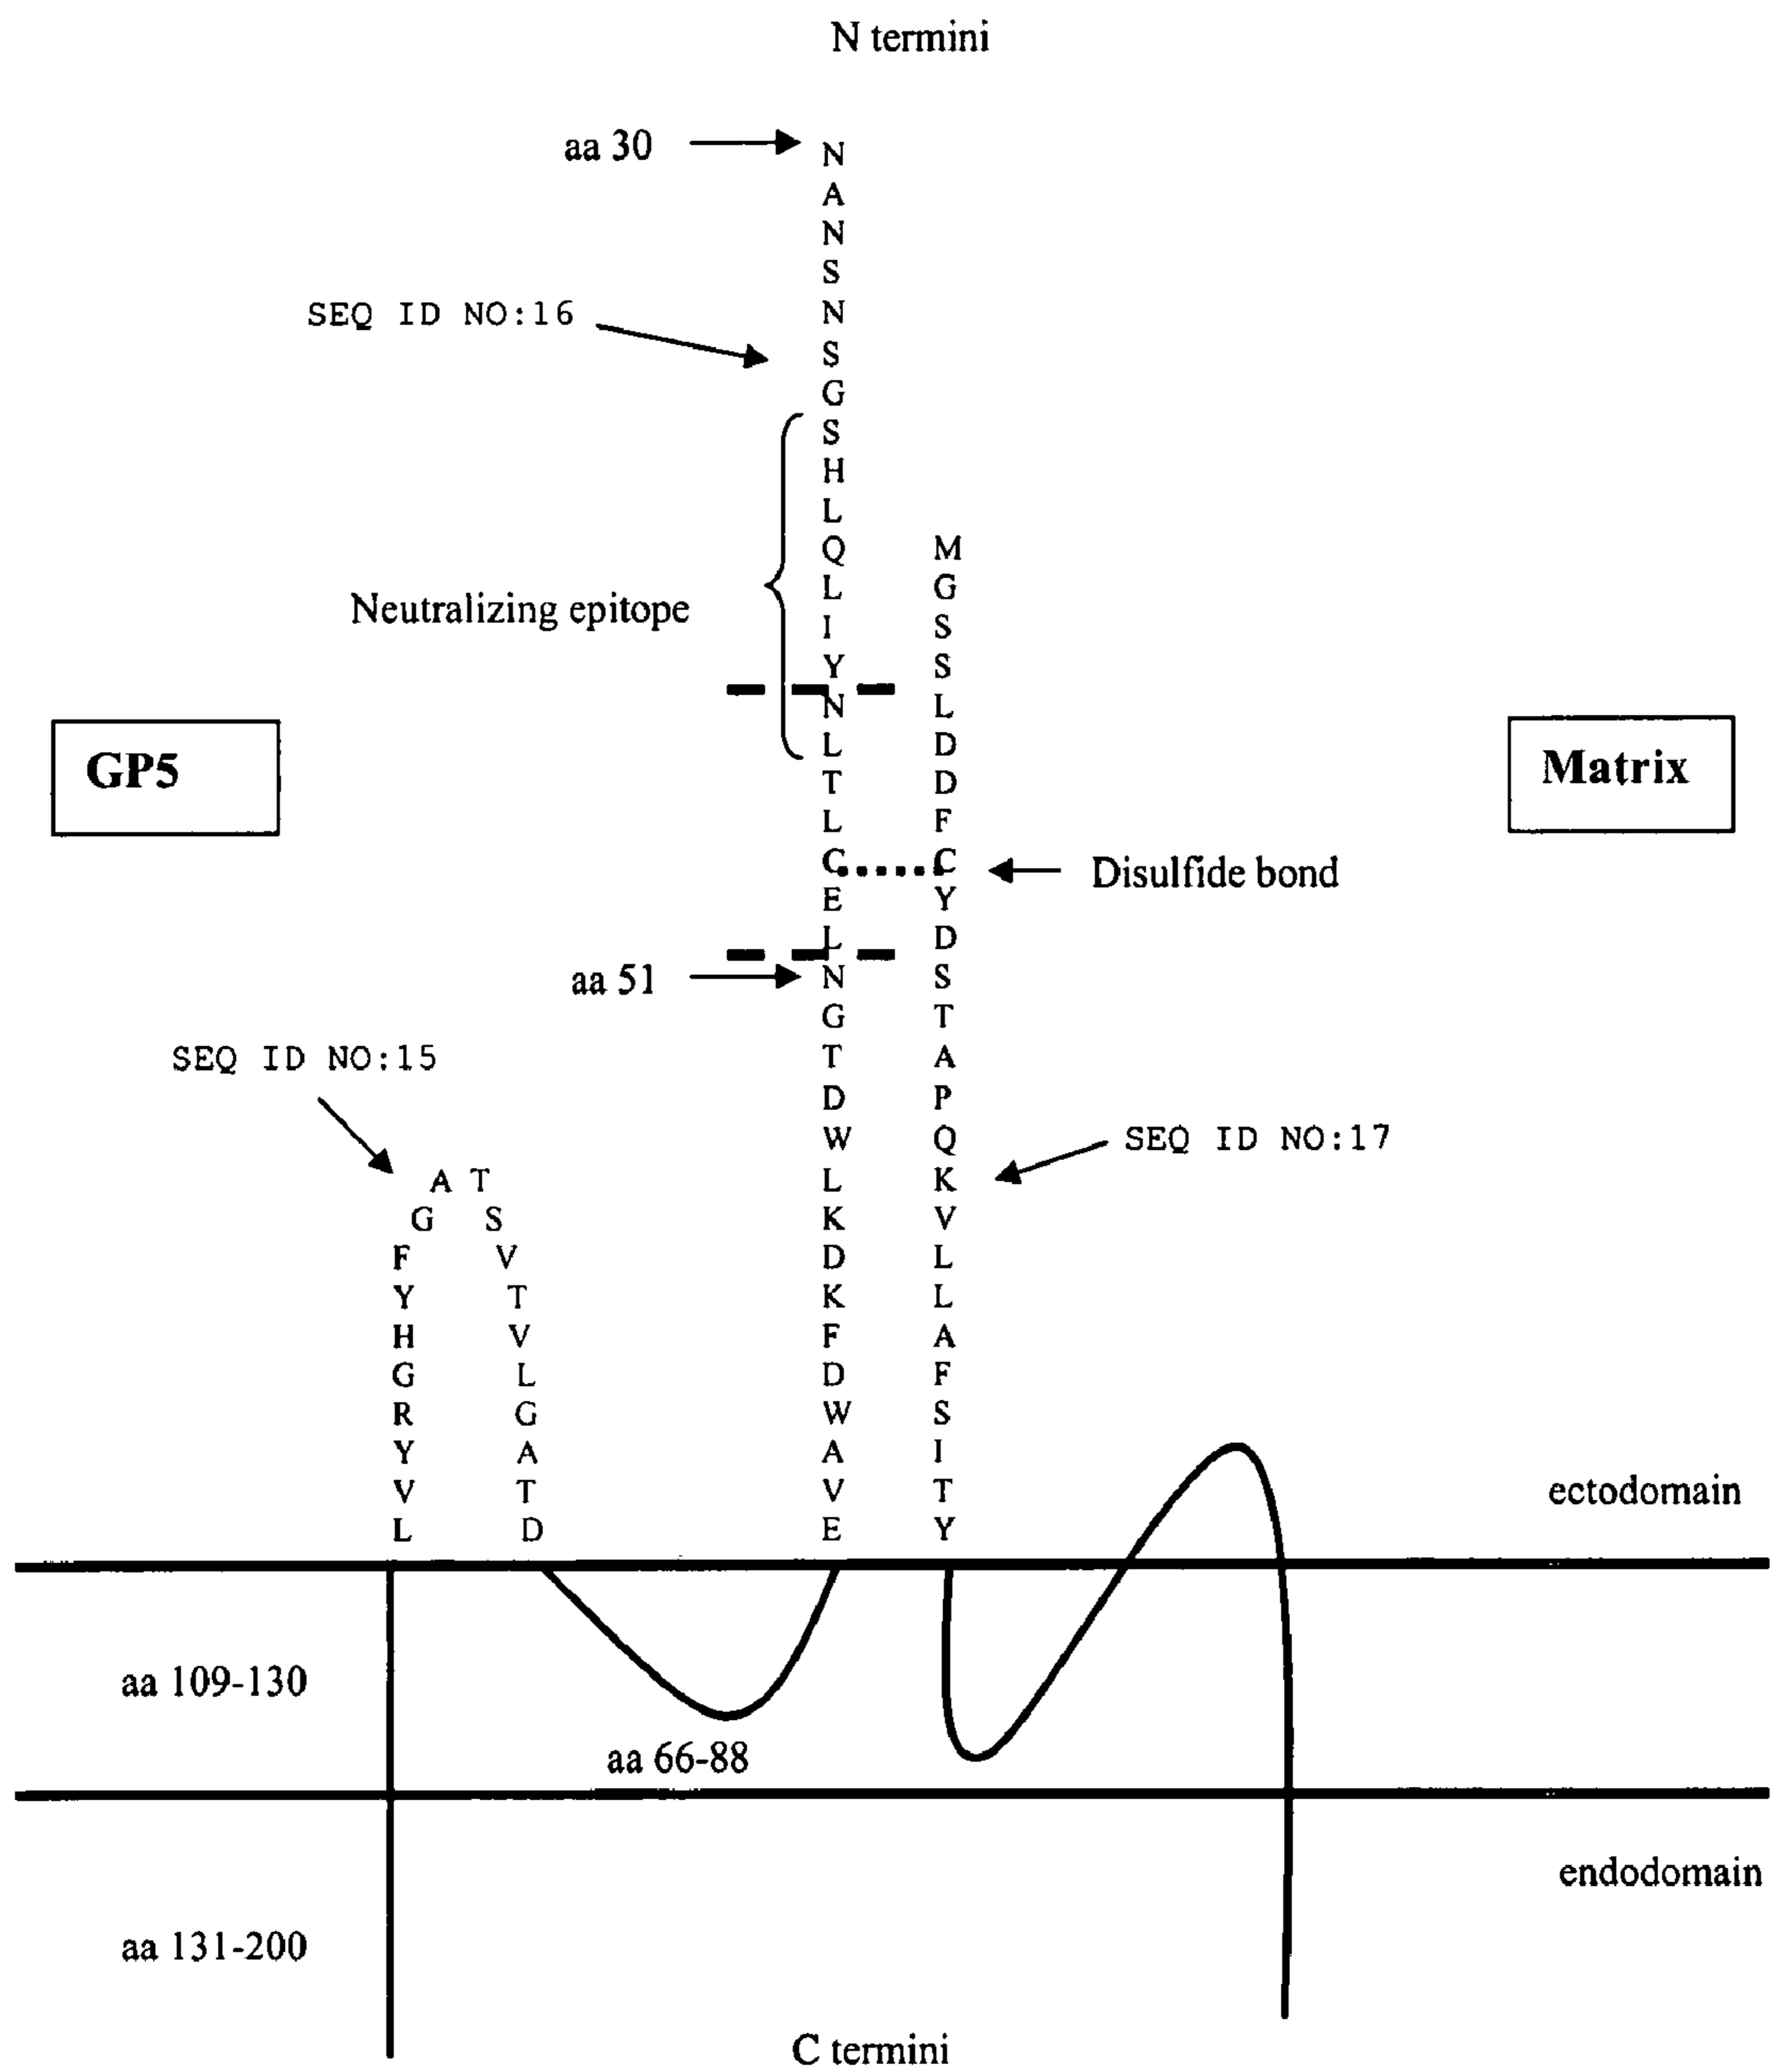 N termini
aa 30
N
A
N
S
N
SEQ ID NO:16
S
G
S
H
L
Q M
L G
Neutralizing epitope
I S
Y S
N L
L D
GP5
Matrix
T D
L F
C C
Disulfide bond
E Y
L D
aa 51
N S
G T
SEQ ID NO:15
T A
D P
W Q
SEQ ID NO:17
A T L K
G S K V
F V D L
Y T K L
H V F A
G L D F
R G W S
Y A A I
V T V T
ectodomain
L D E Y
aa 109-130
aa 66-88
endodomain
aa 131-200
C termini